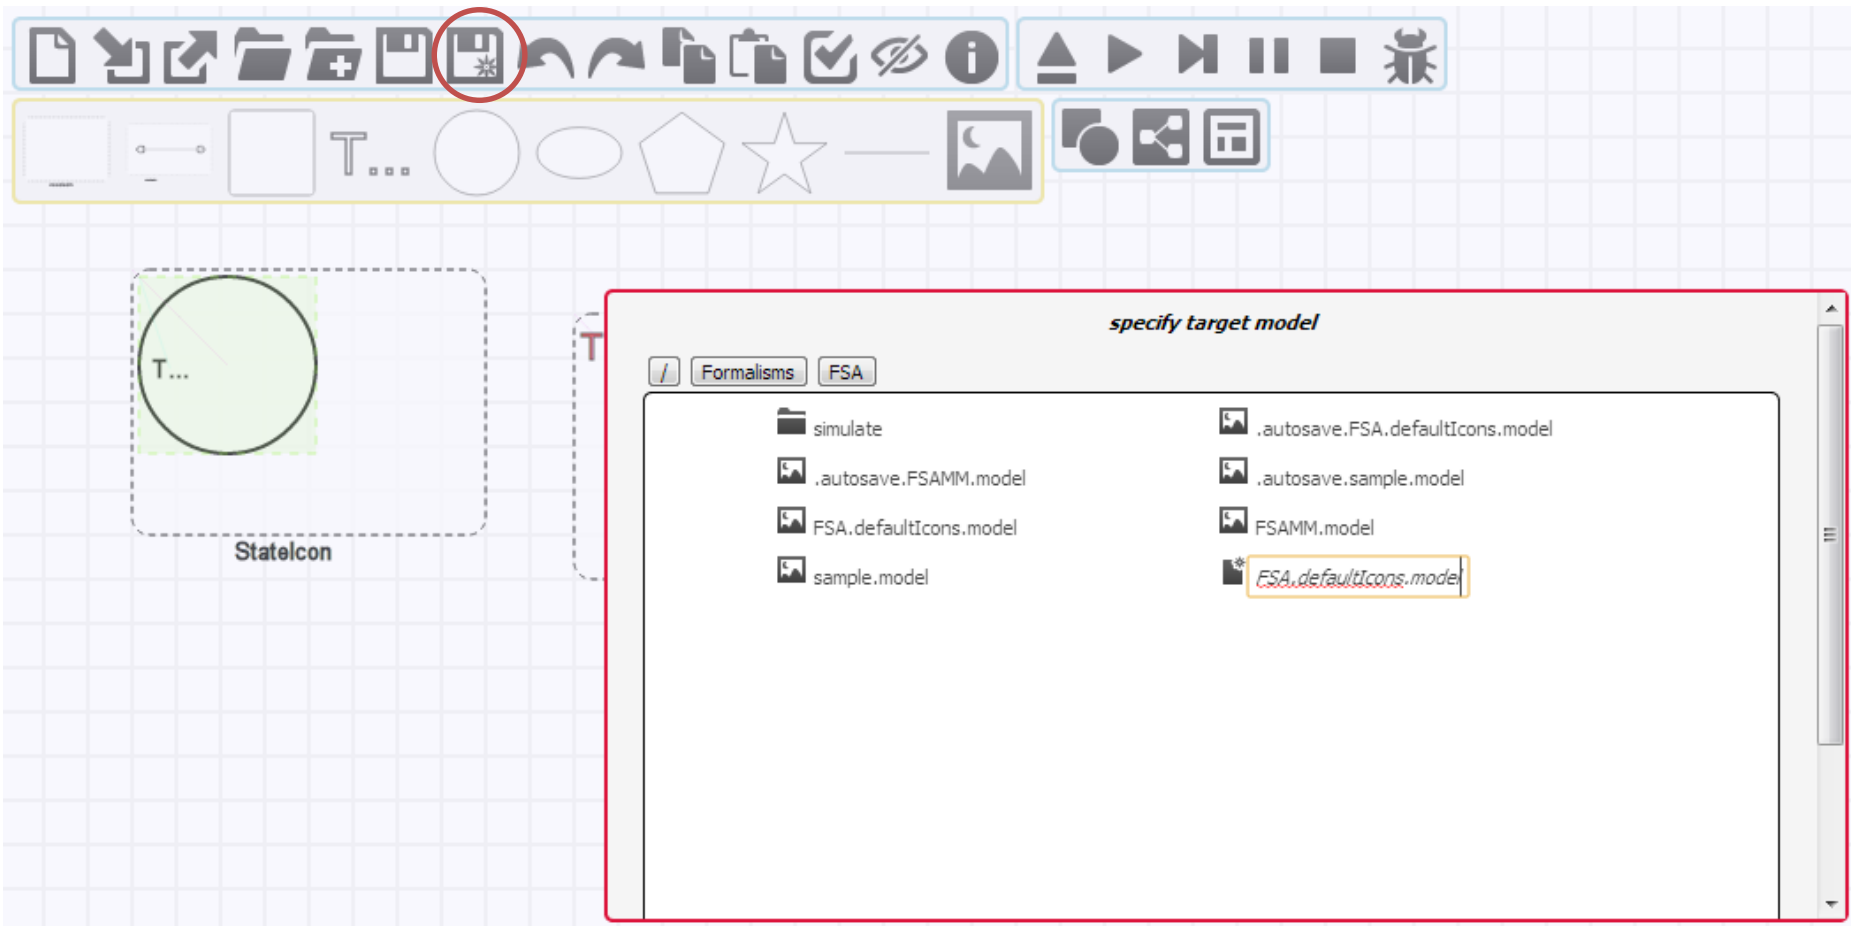 T...
specify target model
/ Formalisms FSA
T
T...
simulate .autosave.FSA.defaultIcons.model
.autosave.FSAMM.model .autosave.sample.model
FSA.defaultIcons.model FSAMM.model
sample.model FSA.defaultIcons.model
StateIcon